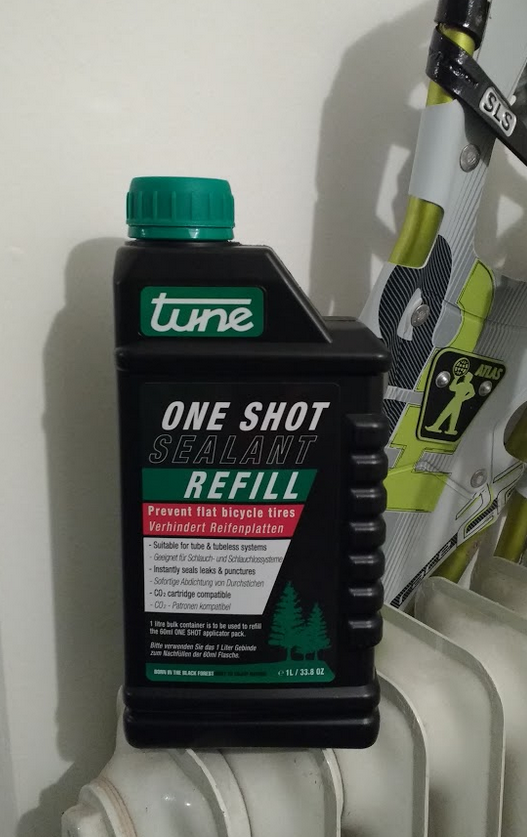 SLS
tune
ATLAS
ONE SHOT
SEALANT
REFILL
Prevent flat bicycle tires
Verhindert Reifenplatten
- Suitable for tube & tubeless systems
- Geeignet für Schlauch- und Schlauchlossysteme
- Instantly seals leaks & punctures
- Sofortige Abdichtung von Durchstichen
- CO₂ cartridge compatible
- CO₂ - Patronen kompatibel
1 litre bulk container is to be used to refill
the 60ml ONE SHOT applicator pack.
Bitte verwenden Sie das 1 Liter Gebinde
zum Nachfüllen der 60ml Flasche.
BORN IN THE BLACK FOREST
℮ 1L / 33.8 OZ